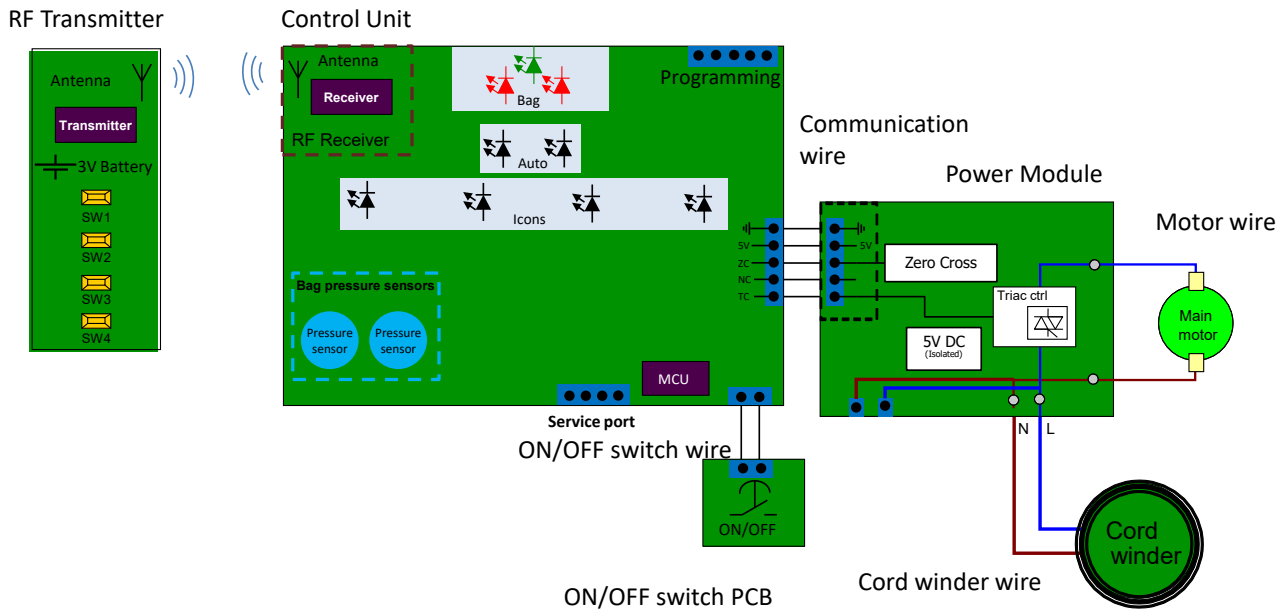 RF Transmitter
Antenna
Transmitter
3V Battery
SW1
SW2
SW3
SW4
Control Unit
Antenna
Receiver
RF Receiver
Bag
Programming
Auto
Icons
Bag pressure sensors
Pressure
sensor
Pressure
sensor
5V
ZC
NC
TC
MCU
Service port
ON/OFF switch wire
ON/OFF
ON/OFF switch PCB
Communication
wire
Power Module
5V
Zero Cross
Triac ctrl
5V DC
(Isolated)
N
L
Motor wire
Main
motor
Cord
winder
Cord winder wire